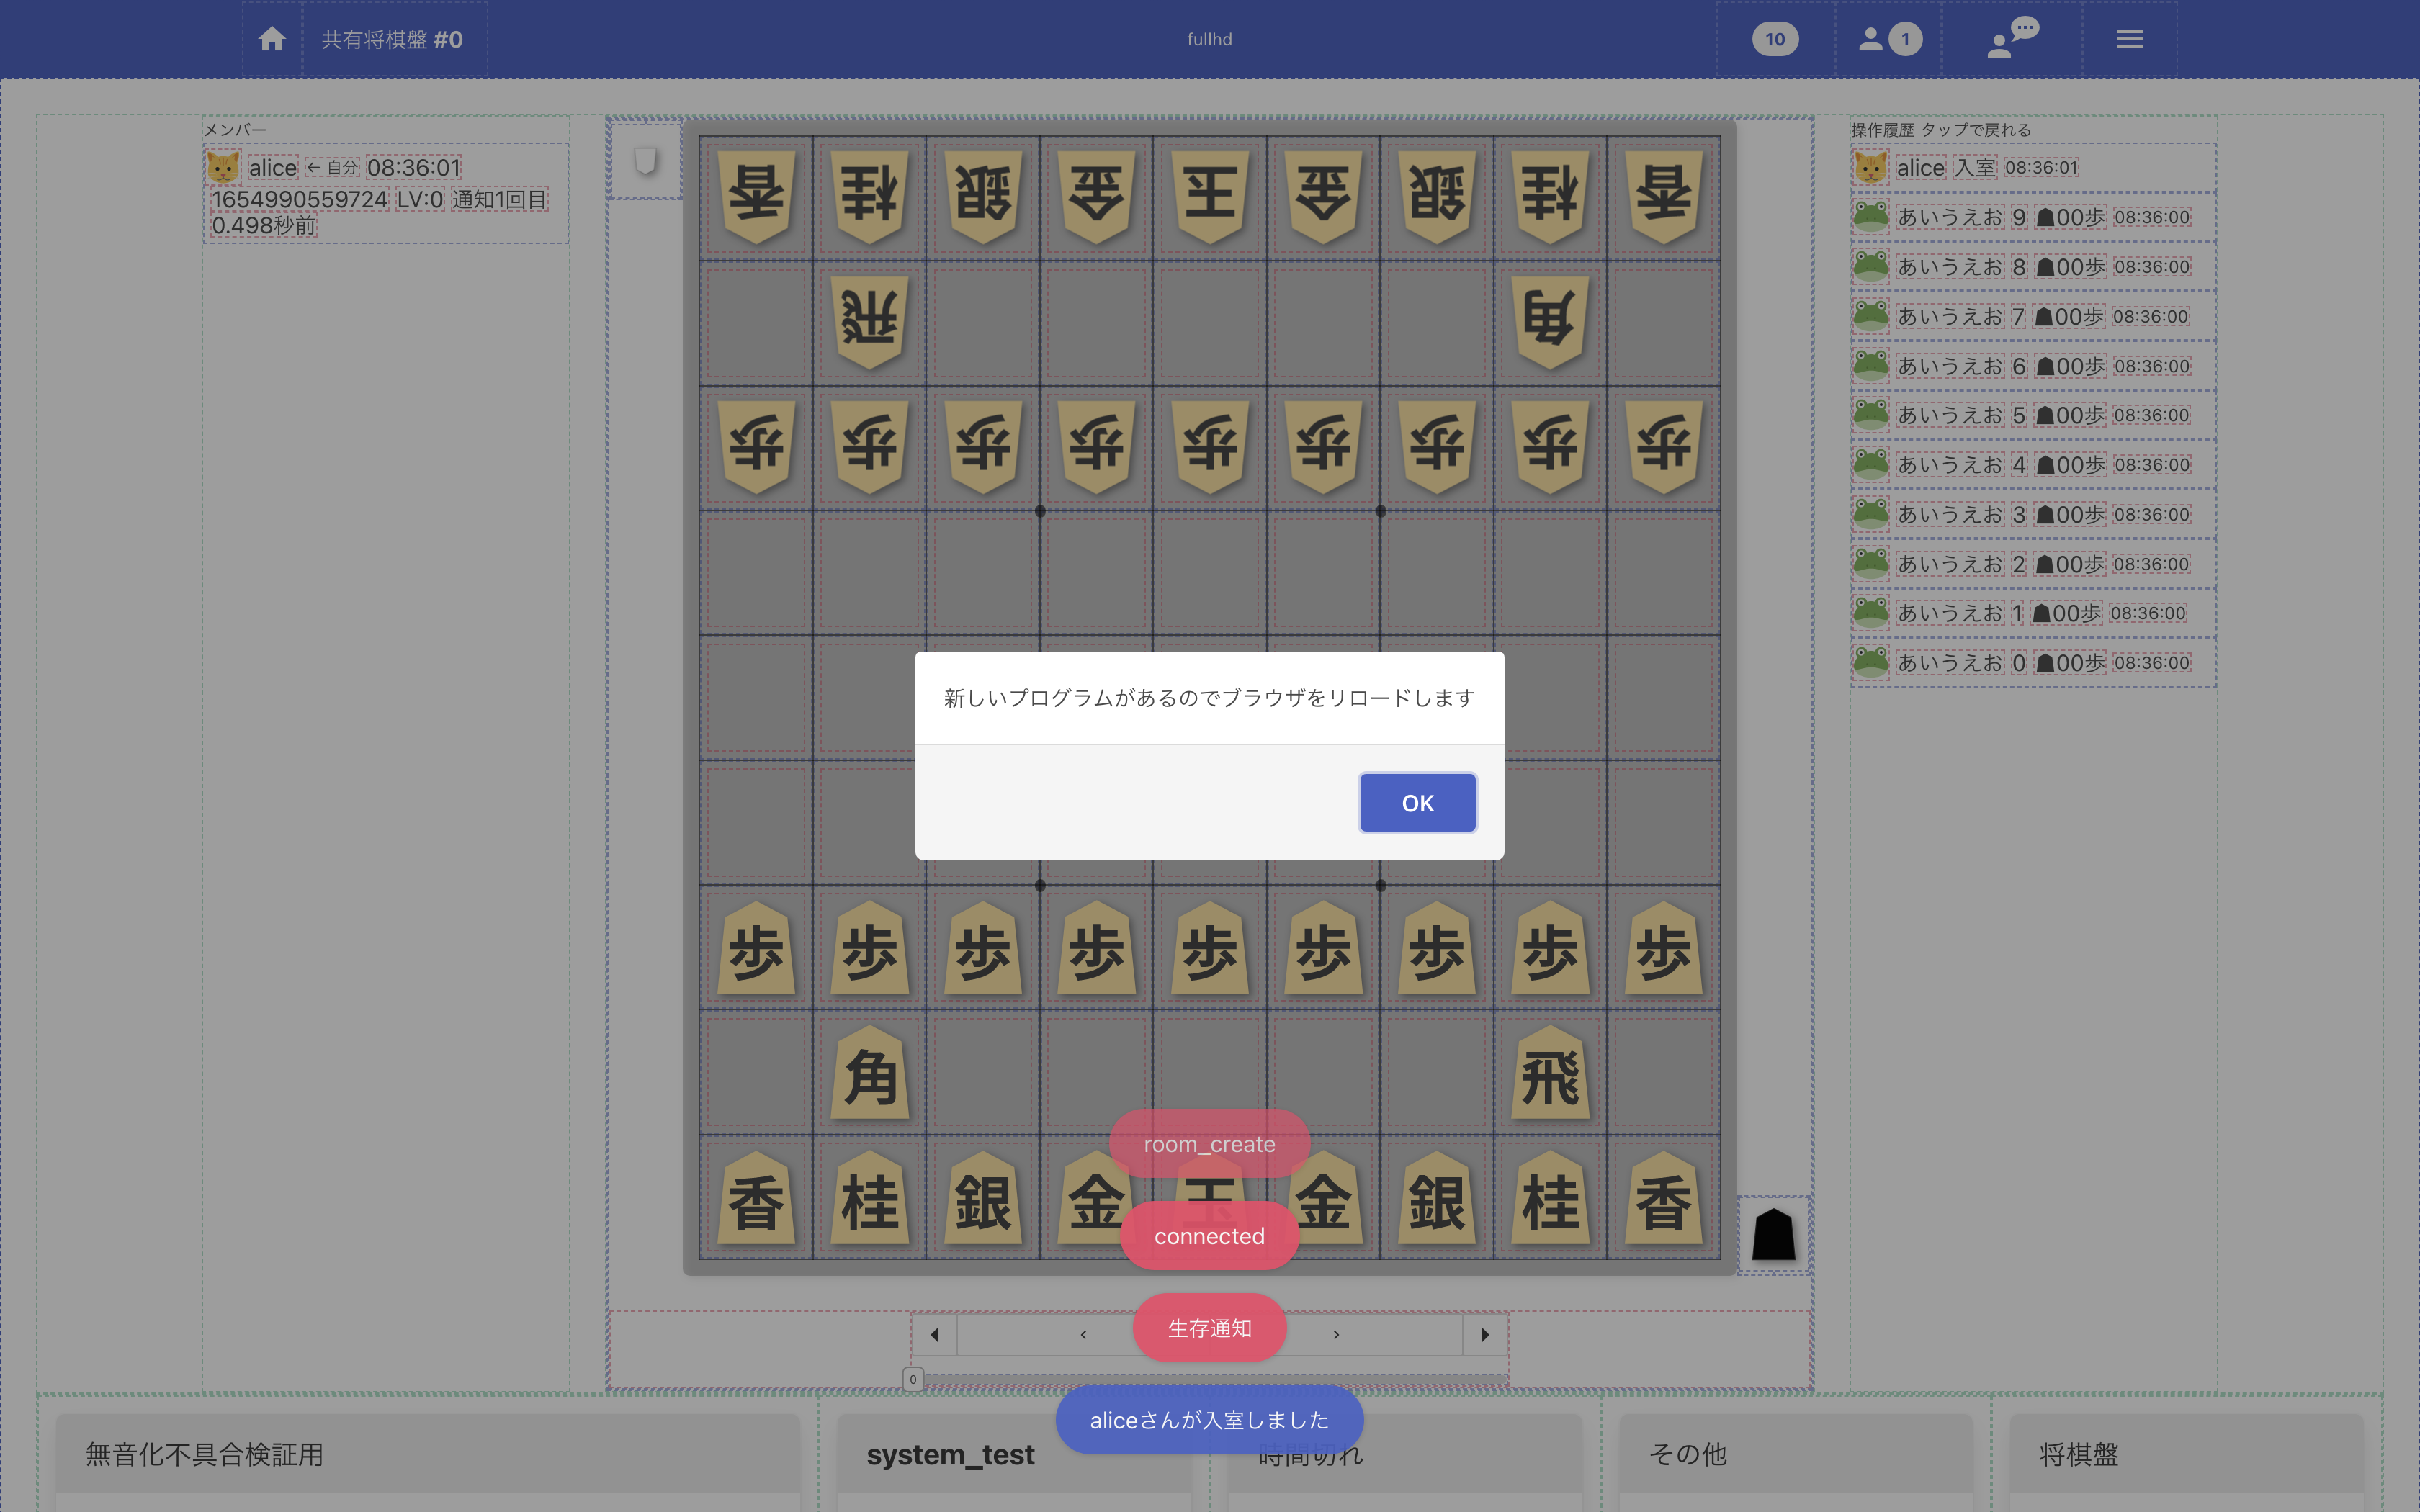 共有将棋盤 #0
fullhd
10
1
メンバー
alice ← 自分 08:36:01
1654990559724 LV:0 通知1回目
0.498秒前
香 桂 銀 金 玉 金 銀 桂 香
飛 角
歩 歩 歩 歩 歩 歩 歩 歩 歩
新しいプログラムがあるのでブラウザをリロードします
OK
歩 歩 歩 歩 歩 歩 歩 歩 歩
角 飛
room_create
香 桂 銀 金 玉 金 銀 桂 香
connected
生存通知
0
aliceさんが入室しました
操作履歴 タップで戻れる
alice 入室 08:36:01
あいうえお 9 ☗00歩 08:36:00
あいうえお 8 ☗00歩 08:36:00
あいうえお 7 ☗00歩 08:36:00
あいうえお 6 ☗00歩 08:36:00
あいうえお 5 ☗00歩 08:36:00
あいうえお 4 ☗00歩 08:36:00
あいうえお 3 ☗00歩 08:36:00
あいうえお 2 ☗00歩 08:36:00
あいうえお 1 ☗00歩 08:36:00
あいうえお 0 ☗00歩 08:36:00
無音化不具合検証用
system_test
時間切れ
その他
将棋盤